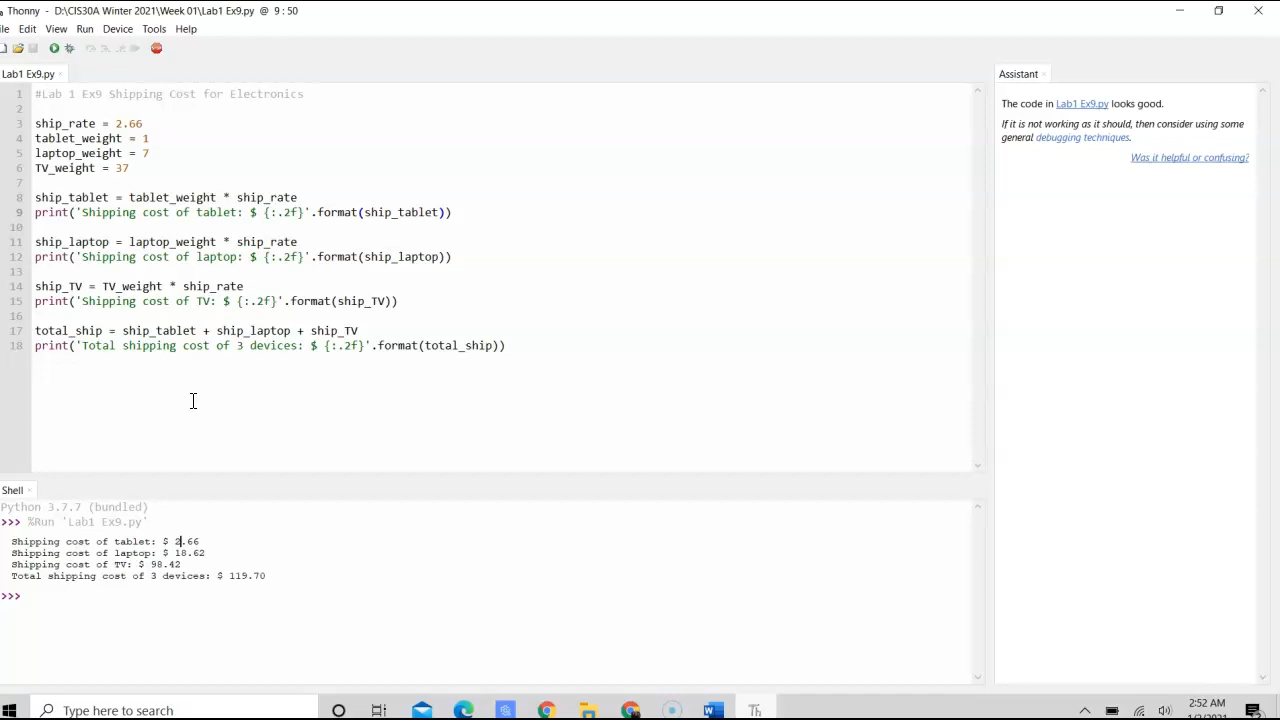 Thonny - D:\CIS30A Winter 2021\Week 01\Lab1 Ex9.py @ 9 : 50
ile Edit View Run Device Tools Help
Lab1 Ex9.py ×
Assistant ×
1 #Lab 1 Ex9 Shipping Cost for Electronics
2
3 ship_rate = 2.66
4 tablet_weight = 1
5 laptop_weight = 7
6 TV_weight = 37
7
8 ship_tablet = tablet_weight * ship_rate
9 print('Shipping cost of tablet: $ {:.2f}'.format(ship_tablet))
10
11 ship_laptop = laptop_weight * ship_rate
12 print('Shipping cost of laptop: $ {:.2f}'.format(ship_laptop))
13
14 ship_TV = TV_weight * ship_rate
15 print('Shipping cost of TV: $ {:.2f}'.format(ship_TV))
16
17 total_ship = ship_tablet + ship_laptop + ship_TV
18 print('Total shipping cost of 3 devices: $ {:.2f}'.format(total_ship))
The code in Lab1 Ex9.py looks good.
If it is not working as it should, then consider using some
general debugging techniques.
Was it helpful or confusing?
Shell ×
Python 3.7.7 (bundled)
>>> %Run 'Lab1 Ex9.py'
Shipping cost of tablet: $ 2.66
Shipping cost of laptop: $ 18.62
Shipping cost of TV: $ 98.42
Total shipping cost of 3 devices: $ 119.70
>>>
Type here to search
Th
2:52 AM